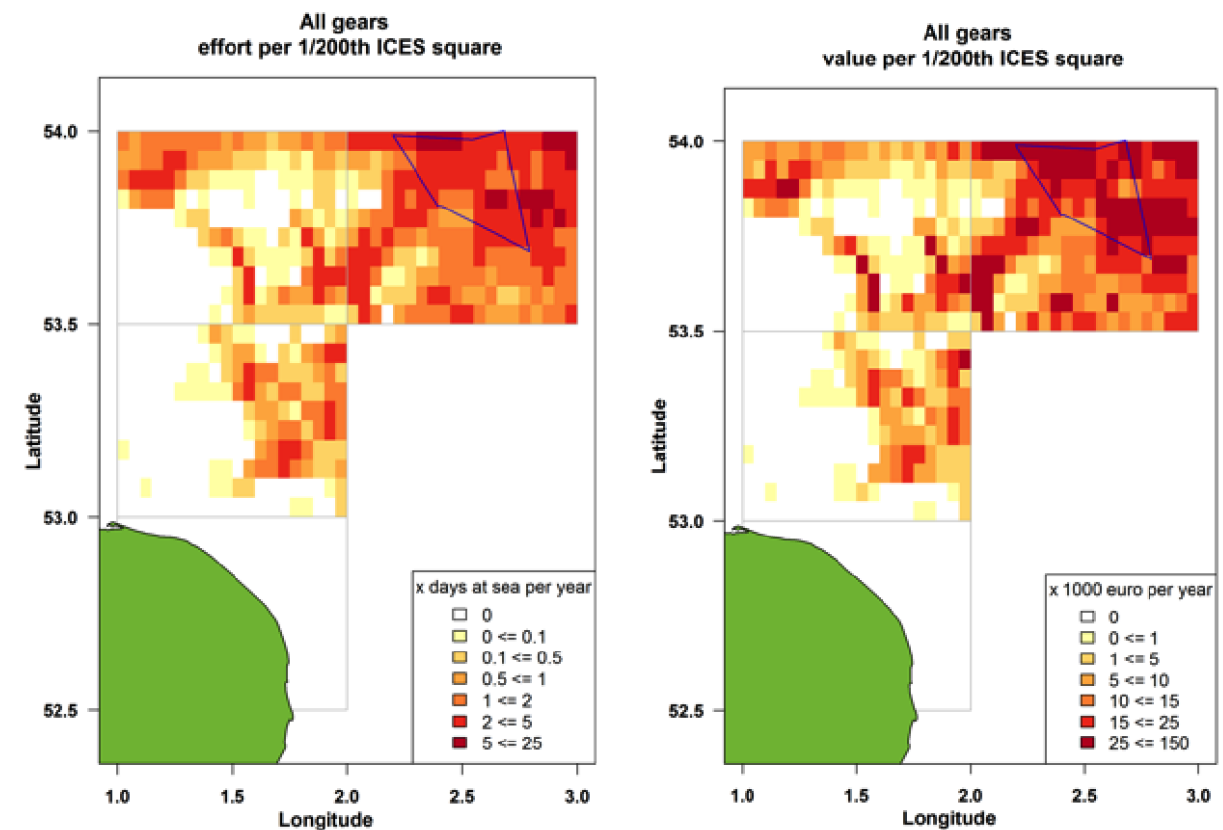 All gears
effort per 1/200th ICES square
54.0
53.5
53.0
52.5
Latitude
1.0 1.5 2.0 2.5 3.0
Longitude
x days at sea per year
0
0 <= 0.1
0.1 <= 0.5
0.5 <= 1
1 <= 2
2 <= 5
5 <= 25
All gears
value per 1/200th ICES square
54.0
53.5
53.0
52.5
Latitude
1.0 1.5 2.0 2.5 3.0
Longitude
x 1000 euro per year
0
0 <= 1
1 <= 5
5 <= 10
10 <= 15
15 <= 25
25 <= 150